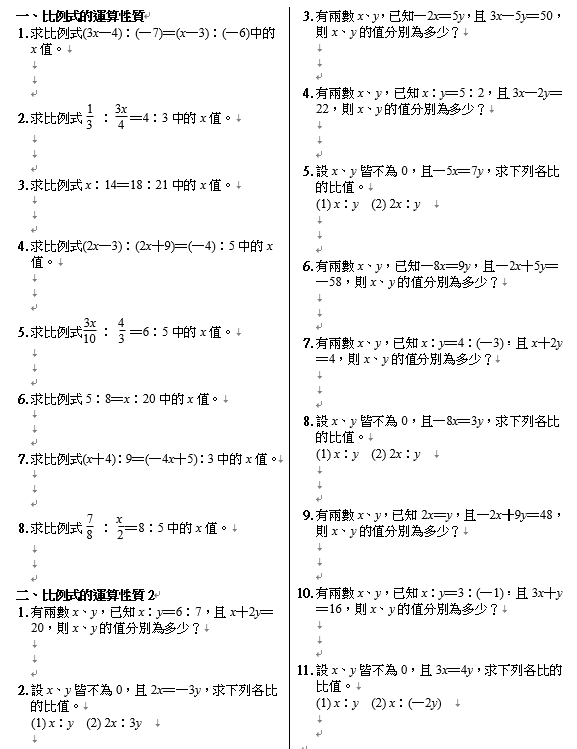 一、比例式的運算性質
1.求比例式(3x－4)：(－7)＝(x－3)：(－6)中的
x 值。
2.求比例式 1/3 ： 3x/4 ＝4：3 中的 x 值。
3.求比例式 x：14＝18：21 中的 x 值。
4.求比例式(2x－3)：(2x＋9)＝(－4)：5 中的 x
值。
5.求比例式 3x/10 ： 4/3 ＝6：5 中的 x 值。
6.求比例式 5：8＝x：20 中的 x 值。
7.求比例式(x＋4)：9＝(－4x＋5)：3 中的 x 值。
8.求比例式 7/8 ： x/2＝8：5 中的 x 值。
二、比例式的運算性質 2
1.有兩數 x、y，已知 x：y＝6：7，且 x＋2y＝
20，則 x、y 的值分別為多少？
2.設 x、y 皆不為 0，且 2x＝－3y，求下列各比
的比值。
(1) x：y (2) 2x：3y
3.有兩數 x、y，已知－2x＝5y，且 3x－5y＝50，
則 x、y 的值分別為多少？
4.有兩數 x、y，已知 x：y＝5：2，且 3x－2y＝
22，則 x、y 的值分別為多少？
5.設 x、y 皆不為 0，且－5x＝7y，求下列各比
的比值。
(1) x：y (2) 2x：y
6.有兩數 x、y，已知－8x＝9y，且－2x＋5y＝
－58，則 x、y 的值分別為多少？
7.有兩數 x、y，已知 x：y＝4：(－3)，且 x＋2y
＝4，則 x、y 的值分別為多少？
8.設 x、y 皆不為 0，且－8x＝3y，求下列各比
的比值。
(1) x：y (2) 2x：y
9.有兩數 x、y，已知 2x＝y，且－2x＋9y＝48，
則 x、y 的值分別為多少？
10.有兩數 x、y，已知 x：y＝3：(－1)，且 3x＋y
＝16，則 x、y 的值分別為多少？
11.設 x、y 皆不為 0，且 3x＝4y，求下列各比的
比值。
(1) x：y (2) x：(－2y)